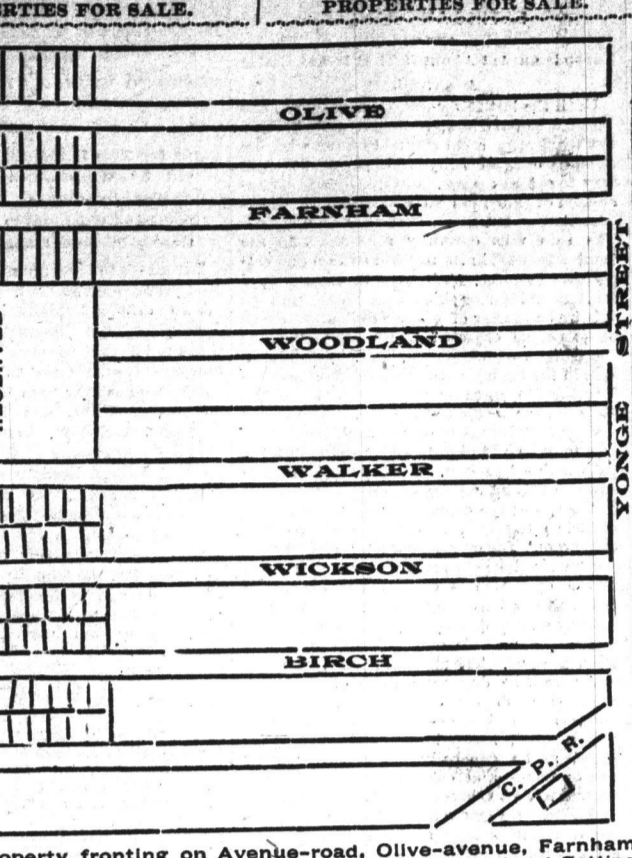 RTIES FOR SALE.
PROPERTIES FOR SALE.
OLIVE
FARNHAM
WOODLAND
WALKER
WICKSON
BIRCH
YONGE STREET
C. P. R.
operty fronting on Avenue-road, Olive-avenue, Farnham